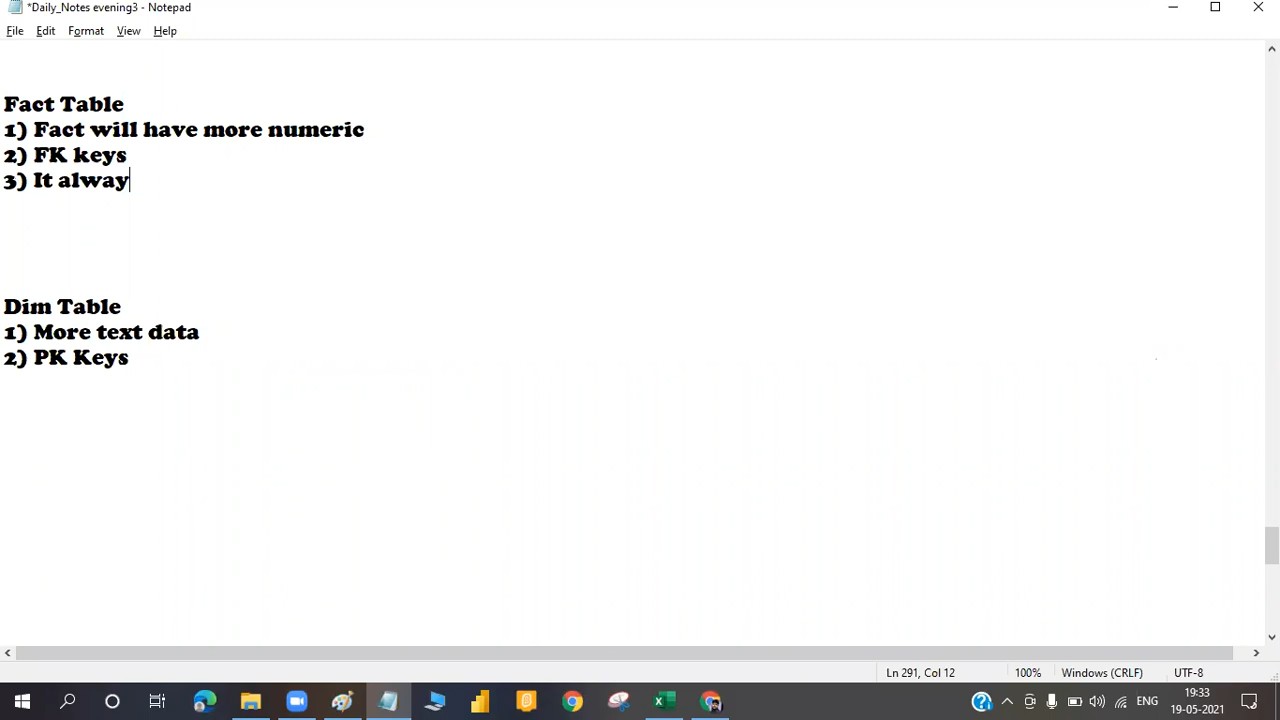 *Daily_Notes evening3 - Notepad
File Edit Format View Help
Fact Table
1) Fact will have more numeric
2) FK keys
3) It alway
Dim Table
1) More text data
2) PK Keys
Ln 291, Col 12 100% Windows (CRLF) UTF-8
ENG 19:33
19-05-2021